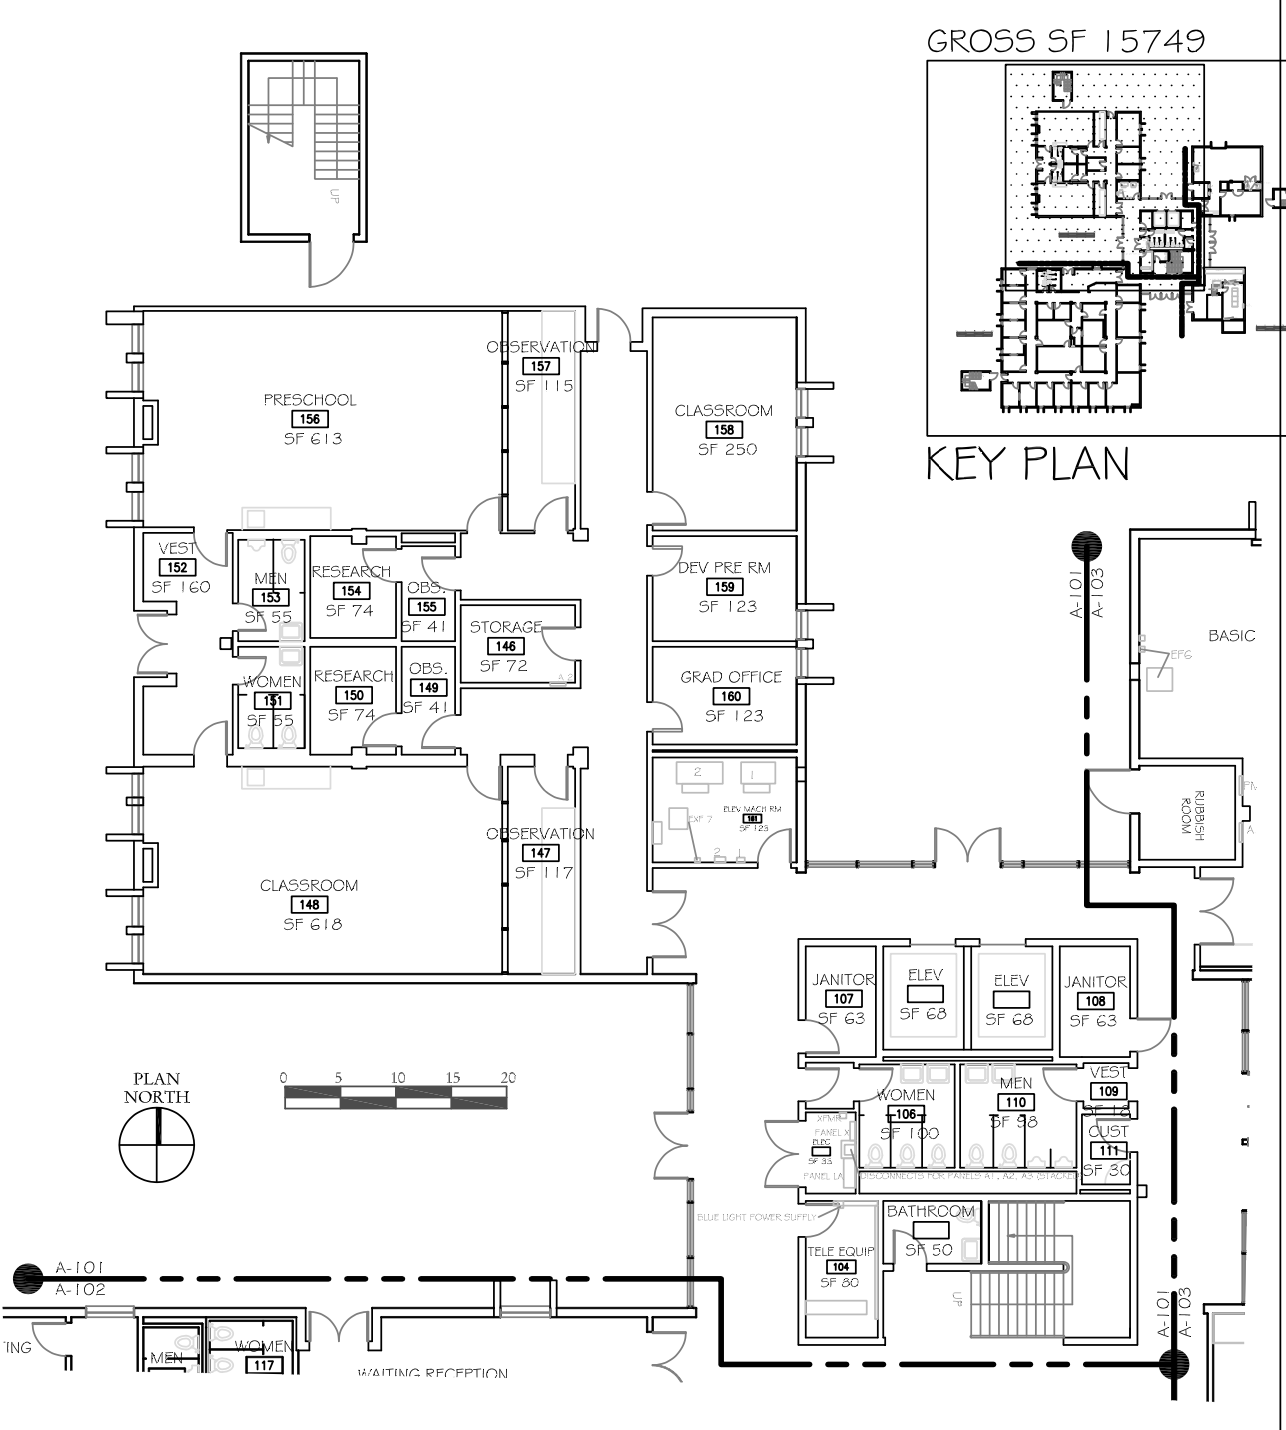 GROSS SF 15749
KEY PLAN
UP
OBSERVATION
157
SF 115
PRESCHOOL
156
SF 613
CLASSROOM
158
SF 250
VEST
152
SF 160
MEN
153
SF 55
RESEARCH
154
SF 74
OBS.
155
SF 41
STORAGE
146
SF 72
DEV PRE RM
159
SF 123
WOMEN
151
SF 55
RESEARCH
150
SF 74
OBS.
149
SF 41
GRAD OFFICE
160
SF 123
A-101
A-103
BASIC
EF6
2
1
ELEV MACH RM
161
SF 123
EXF 7
2
1
RUBBISH
ROOM
OBSERVATION
147
SF 117
CLASSROOM
148
SF 618
JANITOR
107
SF 63
ELEV
SF 68
ELEV
SF 68
JANITOR
108
SF 63
PLAN
NORTH
0 5 10 15 20
WOMEN
106
SF 100
MEN
110
SF 98
VEST
109
SF 18
CUST
111
SF 30
XFMR
PANEL X
ELEC
SF 33
PANEL LA
DISCONNECTS FOR PANELS A1, A2, A3 (STACKED)
BLUE LIGHT POWER SUPPLY
BATHROOM
SF 50
TELE EQUIP
104
SF 80
UP
A-101
A-102
A-101
A-103
TING
MEN
WOMEN
117
WAITING RECEPTION